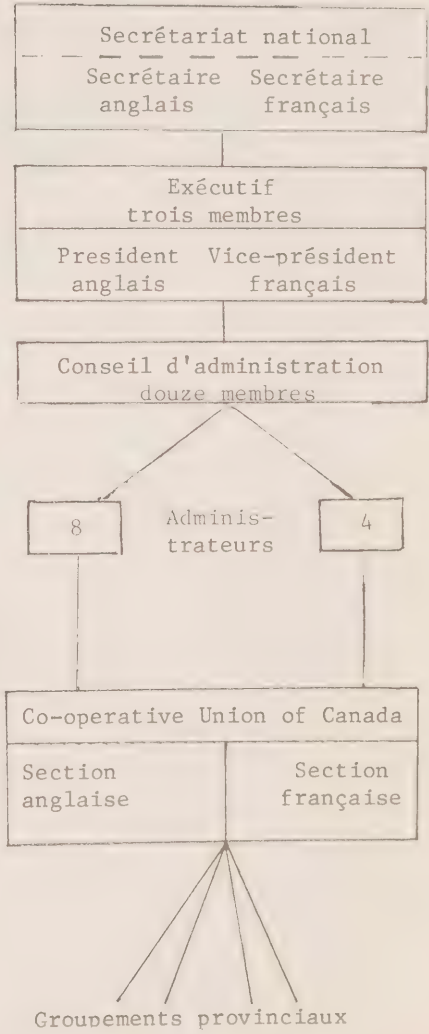 Secrétariat national
Secrétaire Secrétaire
anglais français
Exécutif
trois membres
President Vice-président
anglais français
Conseil d'administration
douze membres
8 Adminis- 4
trateurs
Co-operative Union of Canada
Section Section
anglaise française
Groupements provinciaux